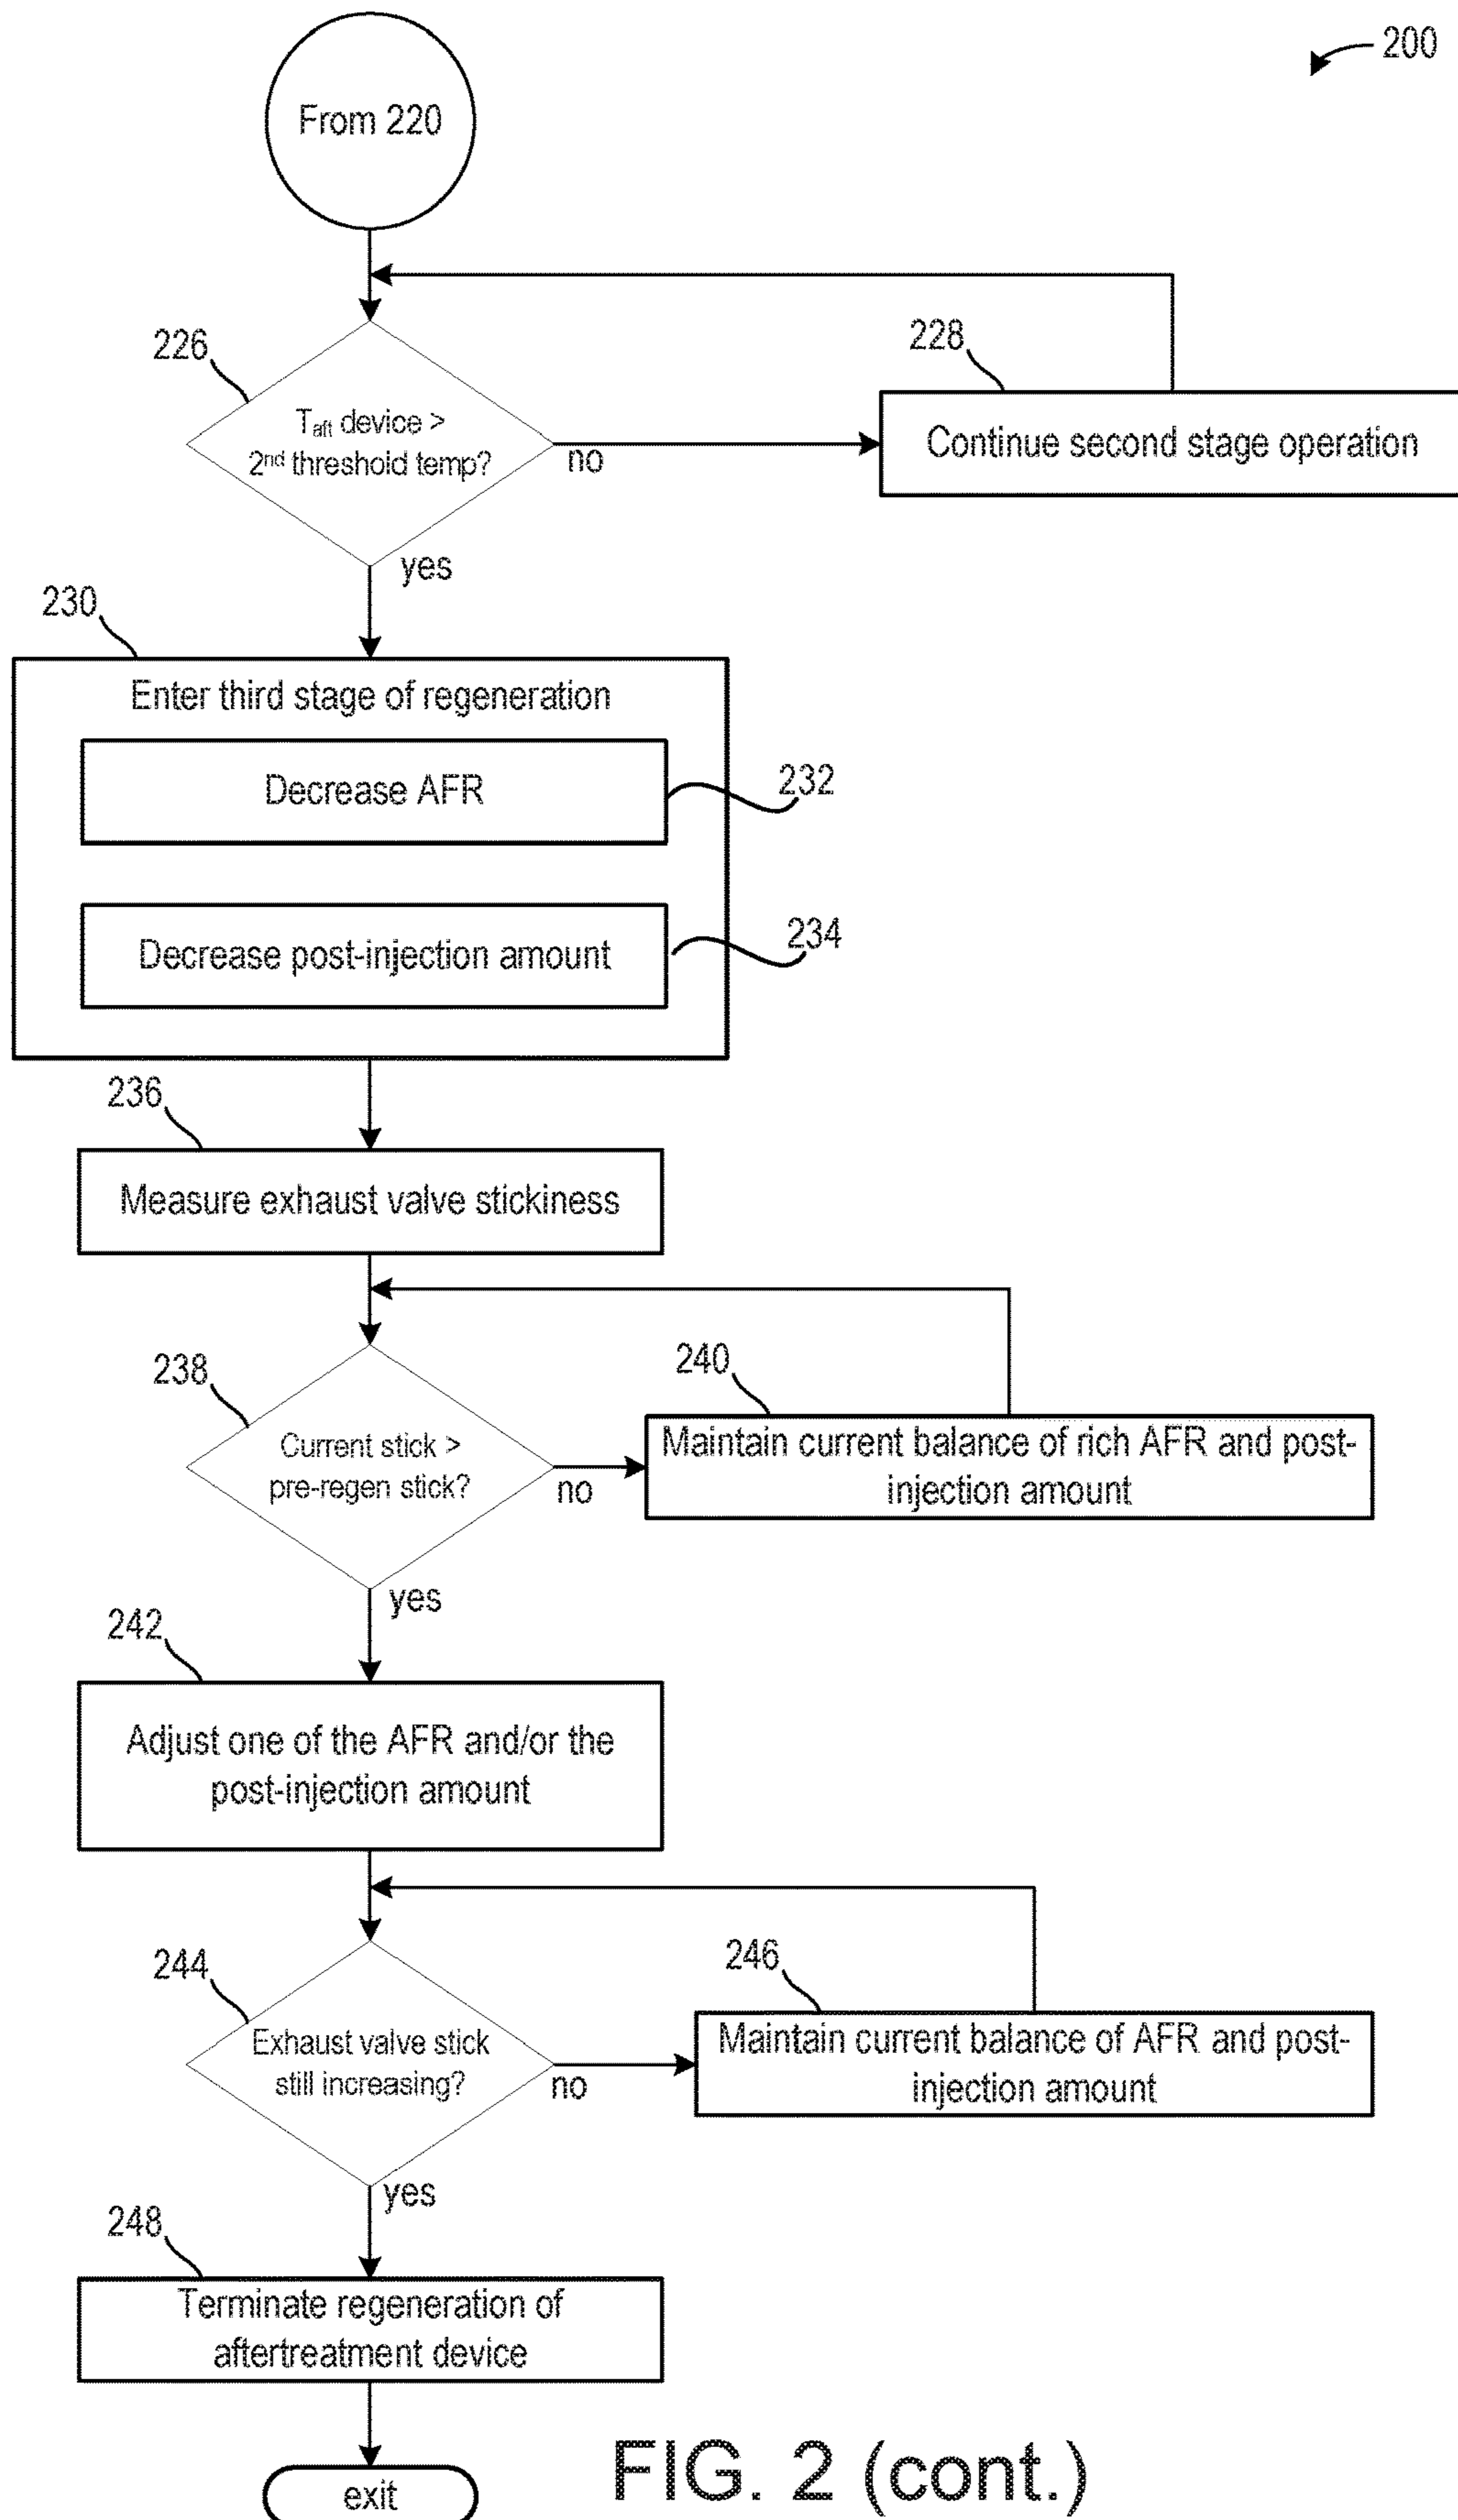 200
From 220
226
T_aft device >
2nd threshold temp?
no
yes
228
Continue second stage operation
230
Enter third stage of regeneration
Decrease AFR
232
Decrease post-injection amount
234
236
Measure exhaust valve stickiness
238
Current stick >
pre-regen stick?
no
yes
240
Maintain current balance of rich AFR and post-
injection amount
242
Adjust one of the AFR and/or the
post-injection amount
244
Exhaust valve stick
still increasing?
no
yes
246
Maintain current balance of AFR and post-
injection amount
248
Terminate regeneration of
aftertreatment device
exit
FIG. 2 (cont.)